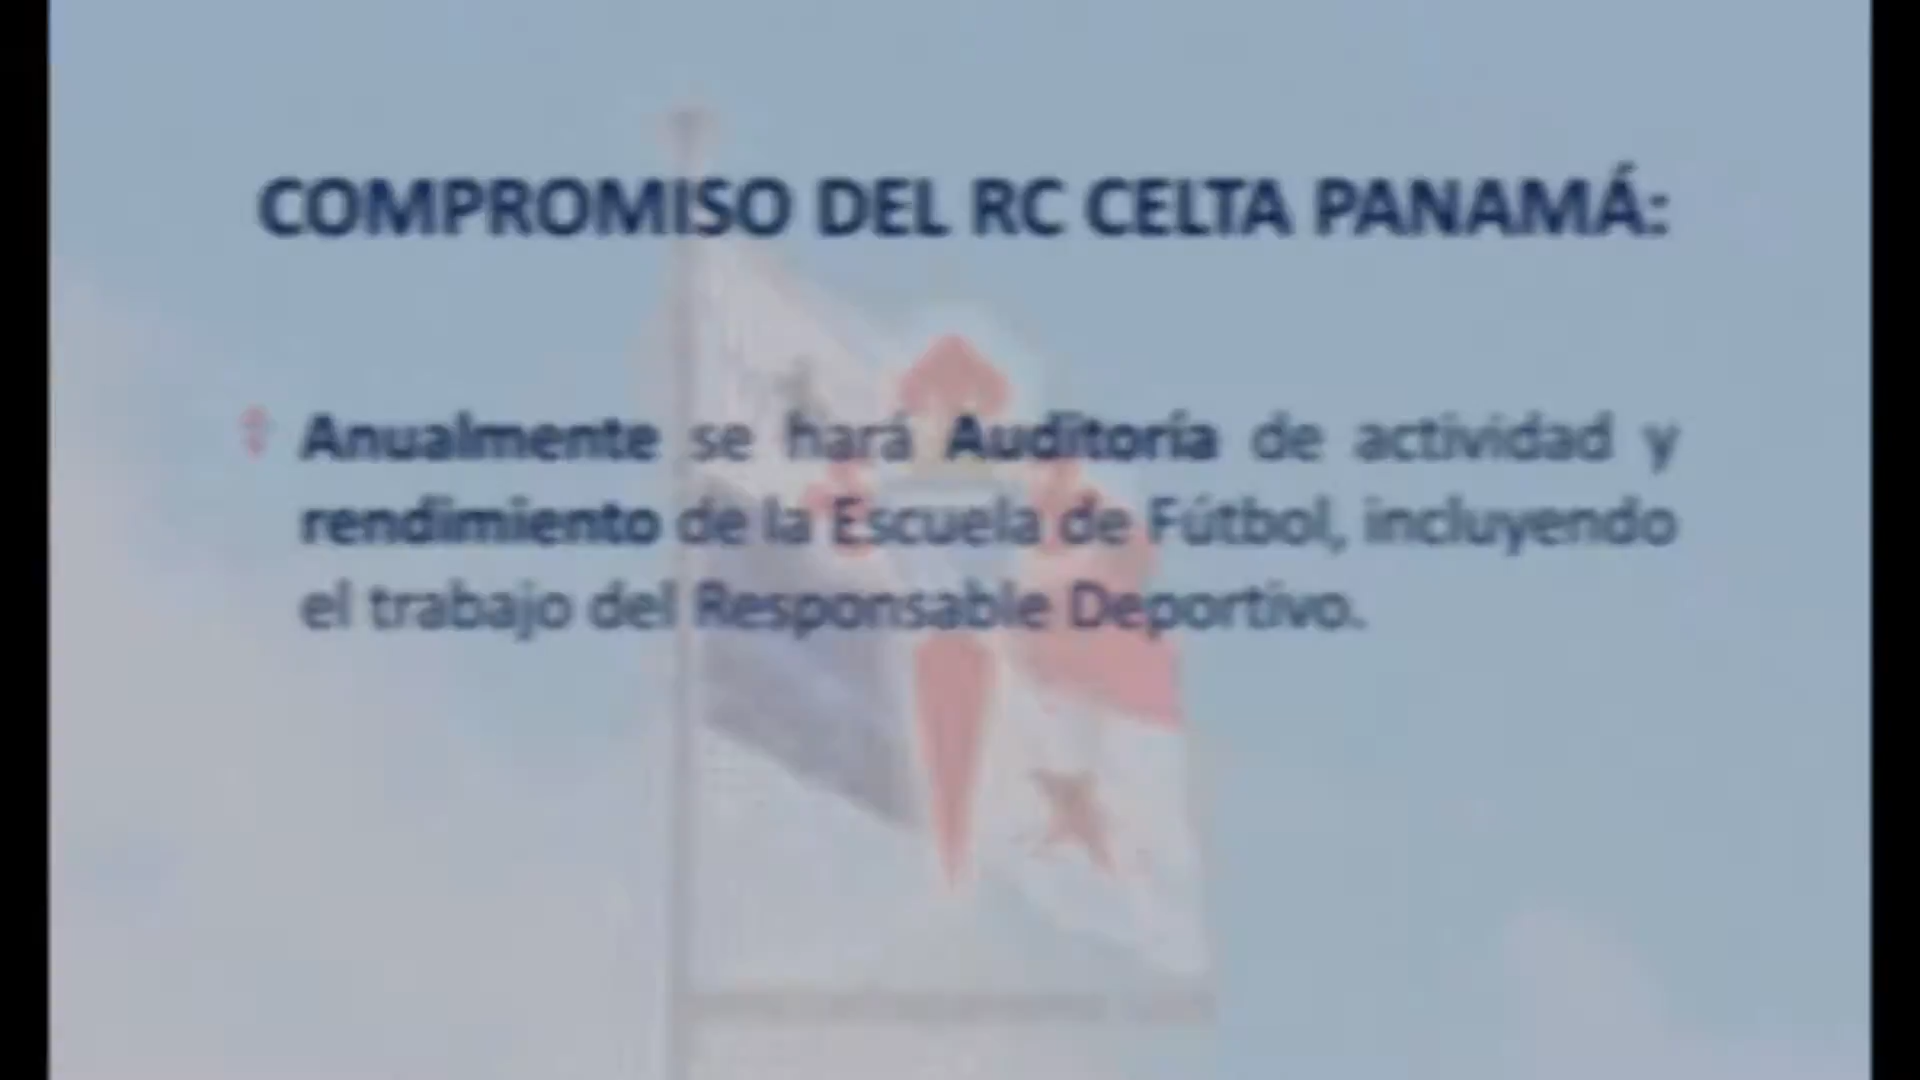 COMPROMISO DEL RC CELTA PANAMÁ:
Anualmente se hará Auditoría de actividad y
rendimiento de la Escuela de Fútbol, incluyendo
el trabajo del Responsable Deportivo.